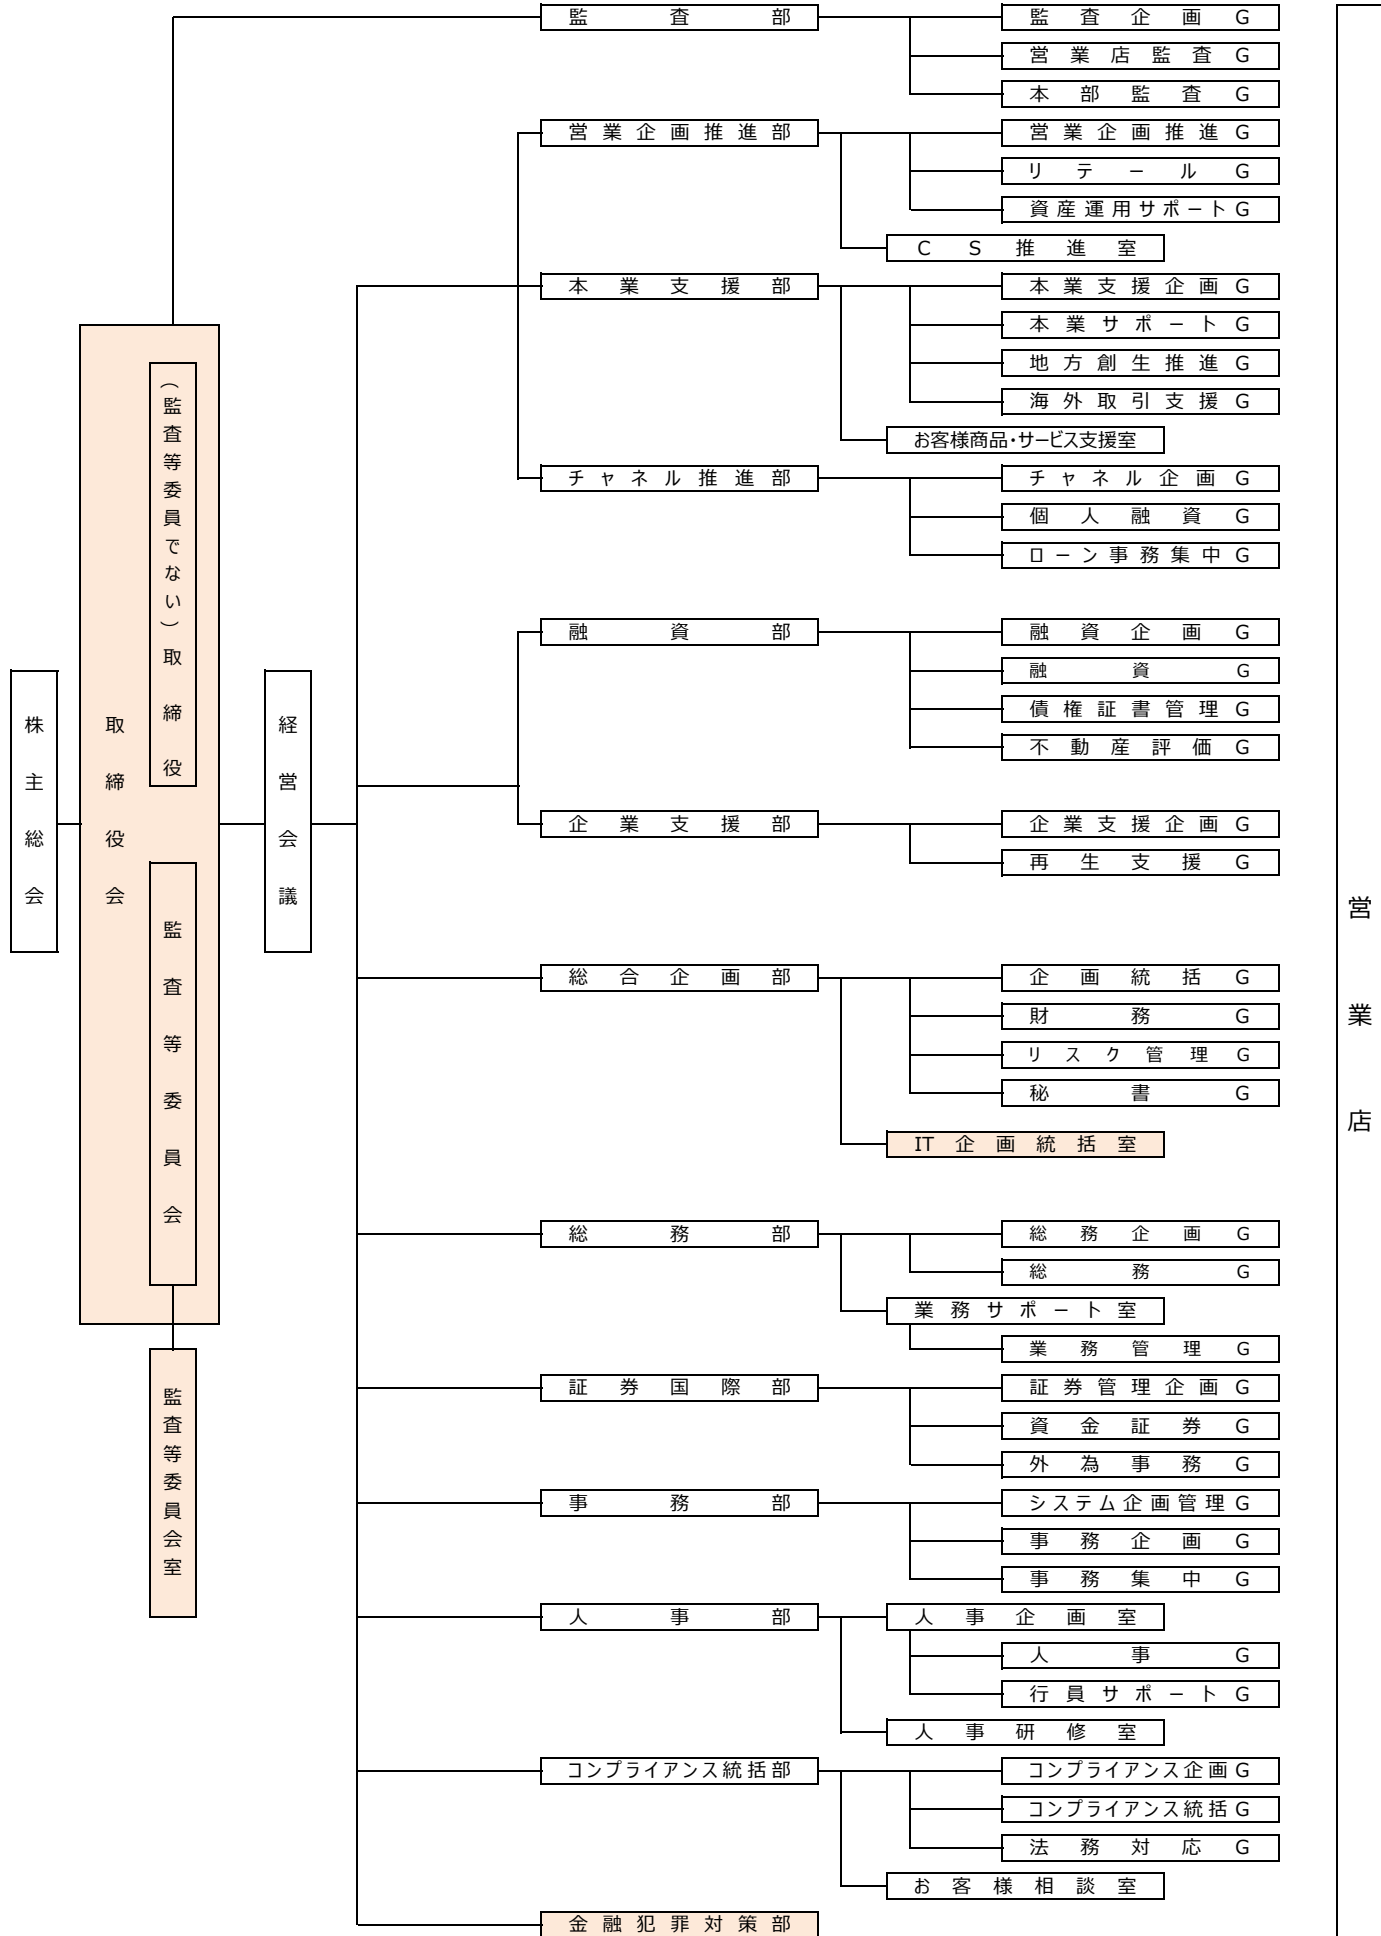 株主総会
取締役会
(監査等委員でない)取締役
監査等委員会
監査等委員会室
経営会議
監査部
監査企画G
営業店監査G
本部監査G
営業企画推進部
営業企画推進G
リテールG
資産運用サポートG
CS推進室
本業支援部
本業支援企画G
本業サポートG
地方創生推進G
海外取引支援G
お客様商品・サービス支援室
チャネル推進部
チャネル企画G
個人融資G
ローン事務集中G
融資部
融資企画G
融資G
債権証書管理G
不動産評価G
企業支援部
企業支援企画G
再生支援G
総合企画部
企画統括G
財務G
リスク管理G
秘書G
IT企画統括室
総務部
総務企画G
総務G
業務サポート室
業務管理G
証券国際部
証券管理企画G
資金証券G
外為事務G
事務部
システム企画管理G
事務企画G
事務集中G
人事部
人事企画室
人事G
行員サポートG
人事研修室
コンプライアンス統括部
コンプライアンス企画G
コンプライアンス統括G
法務対応G
お客様相談室
金融犯罪対策部
営業店